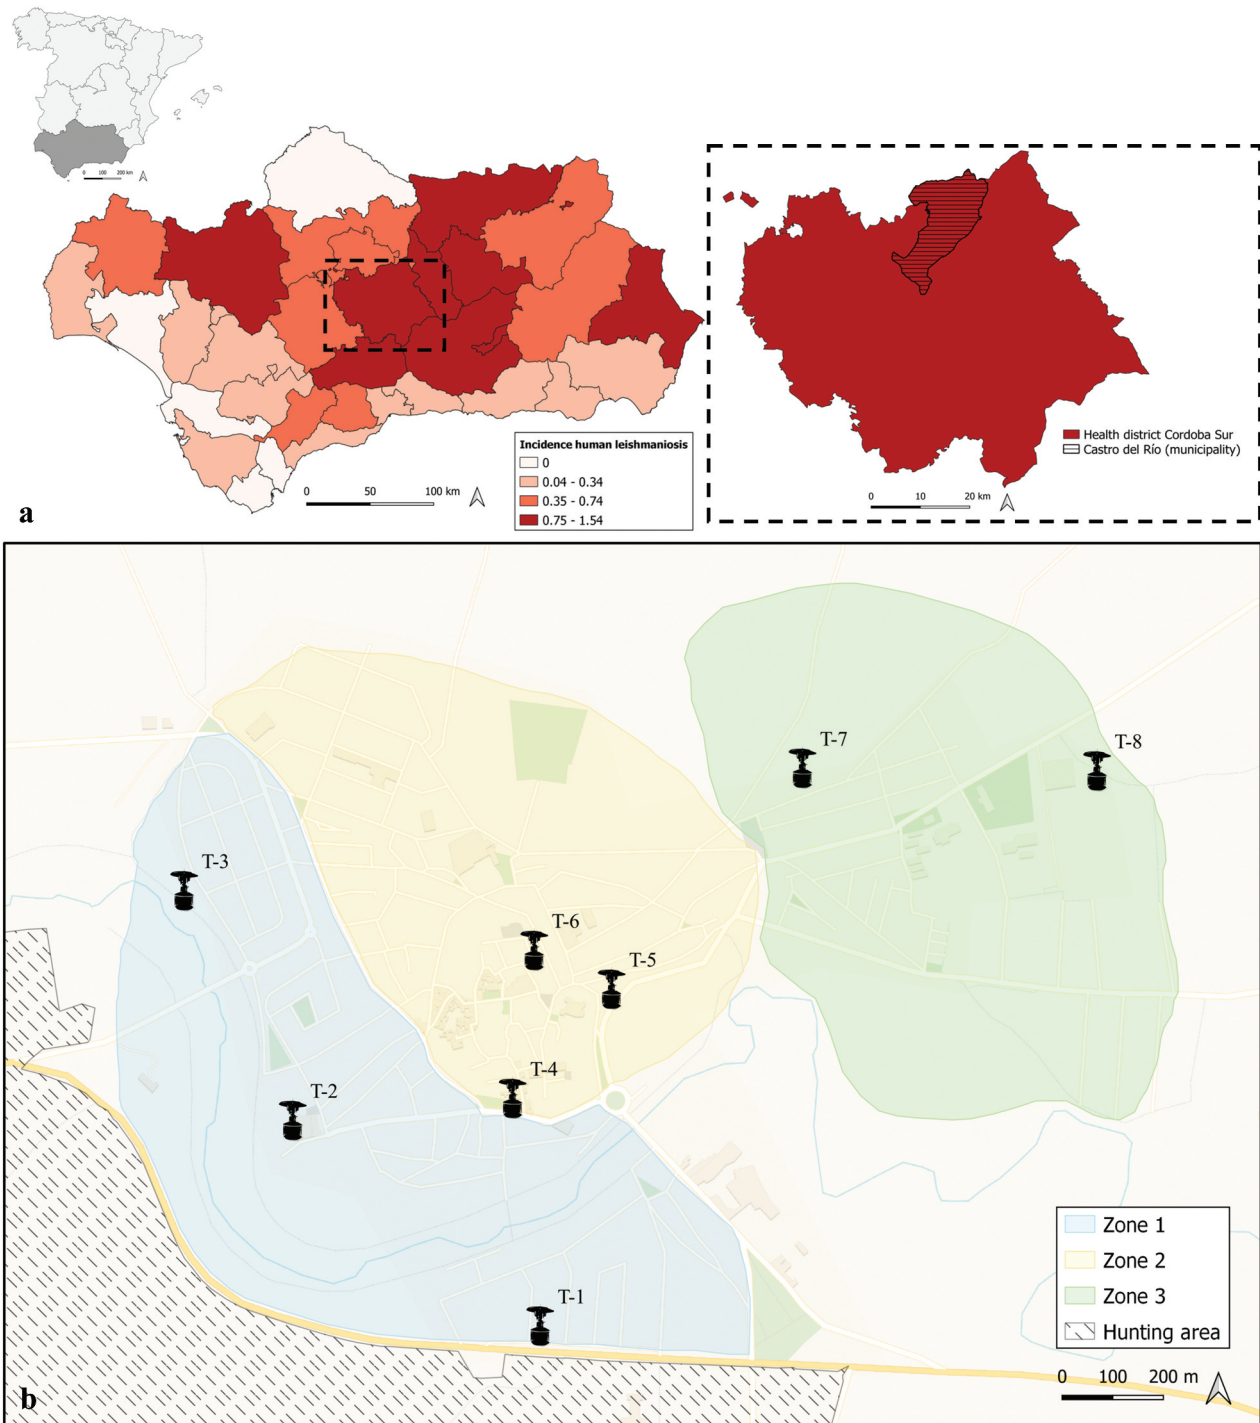 0 100 200 km
Incidence human leishmaniosis
0
0.04 - 0.34
0.35 - 0.74
0.75 - 1.54
0 50 100 km
a
Health district Cordoba Sur
Castro del Río (municipality)
0 10 20 km
T-7
T-8
T-3
T-6
T-5
T-4
T-2
T-1
Zone 1
Zone 2
Zone 3
Hunting area
0 100 200 m
b